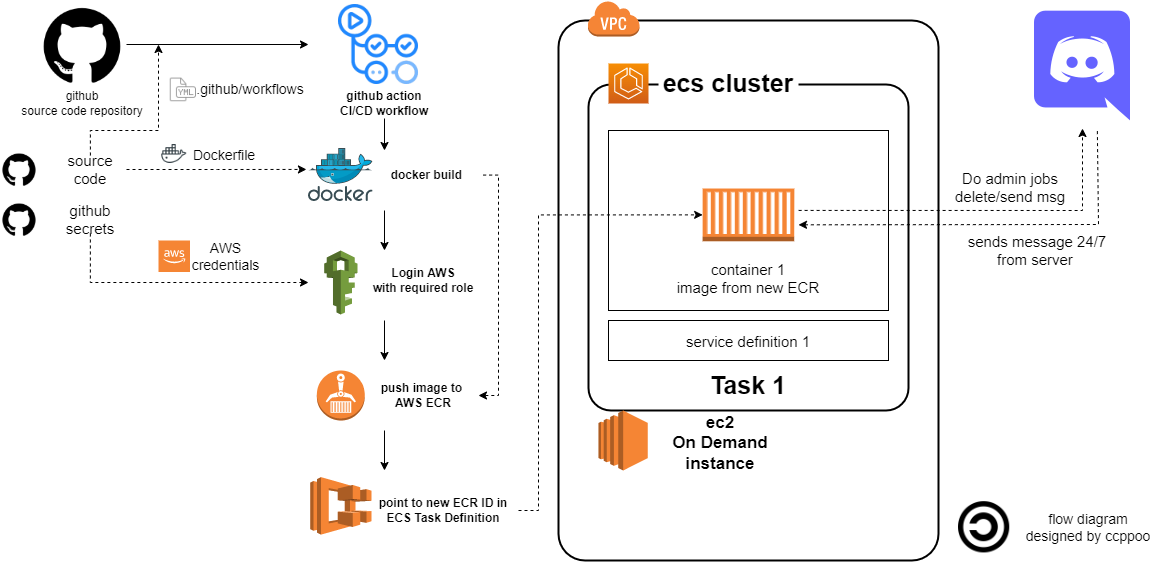 github
source code repository
YML
.github/workflows
github action
CI/CD workflow
source
code
Dockerfile
docker
docker build
github
secrets
aws
AWS
credentials
Login AWS
with required role
push image to
AWS ECR
point to new ECR ID in
ECS Task Definition
VPC
ecs cluster
container 1
image from new ECR
service definition 1
Task 1
ec2
On Demand
instance
Do admin jobs
delete/send msg
sends message 24/7
from server
flow diagram
designed by ccppoo